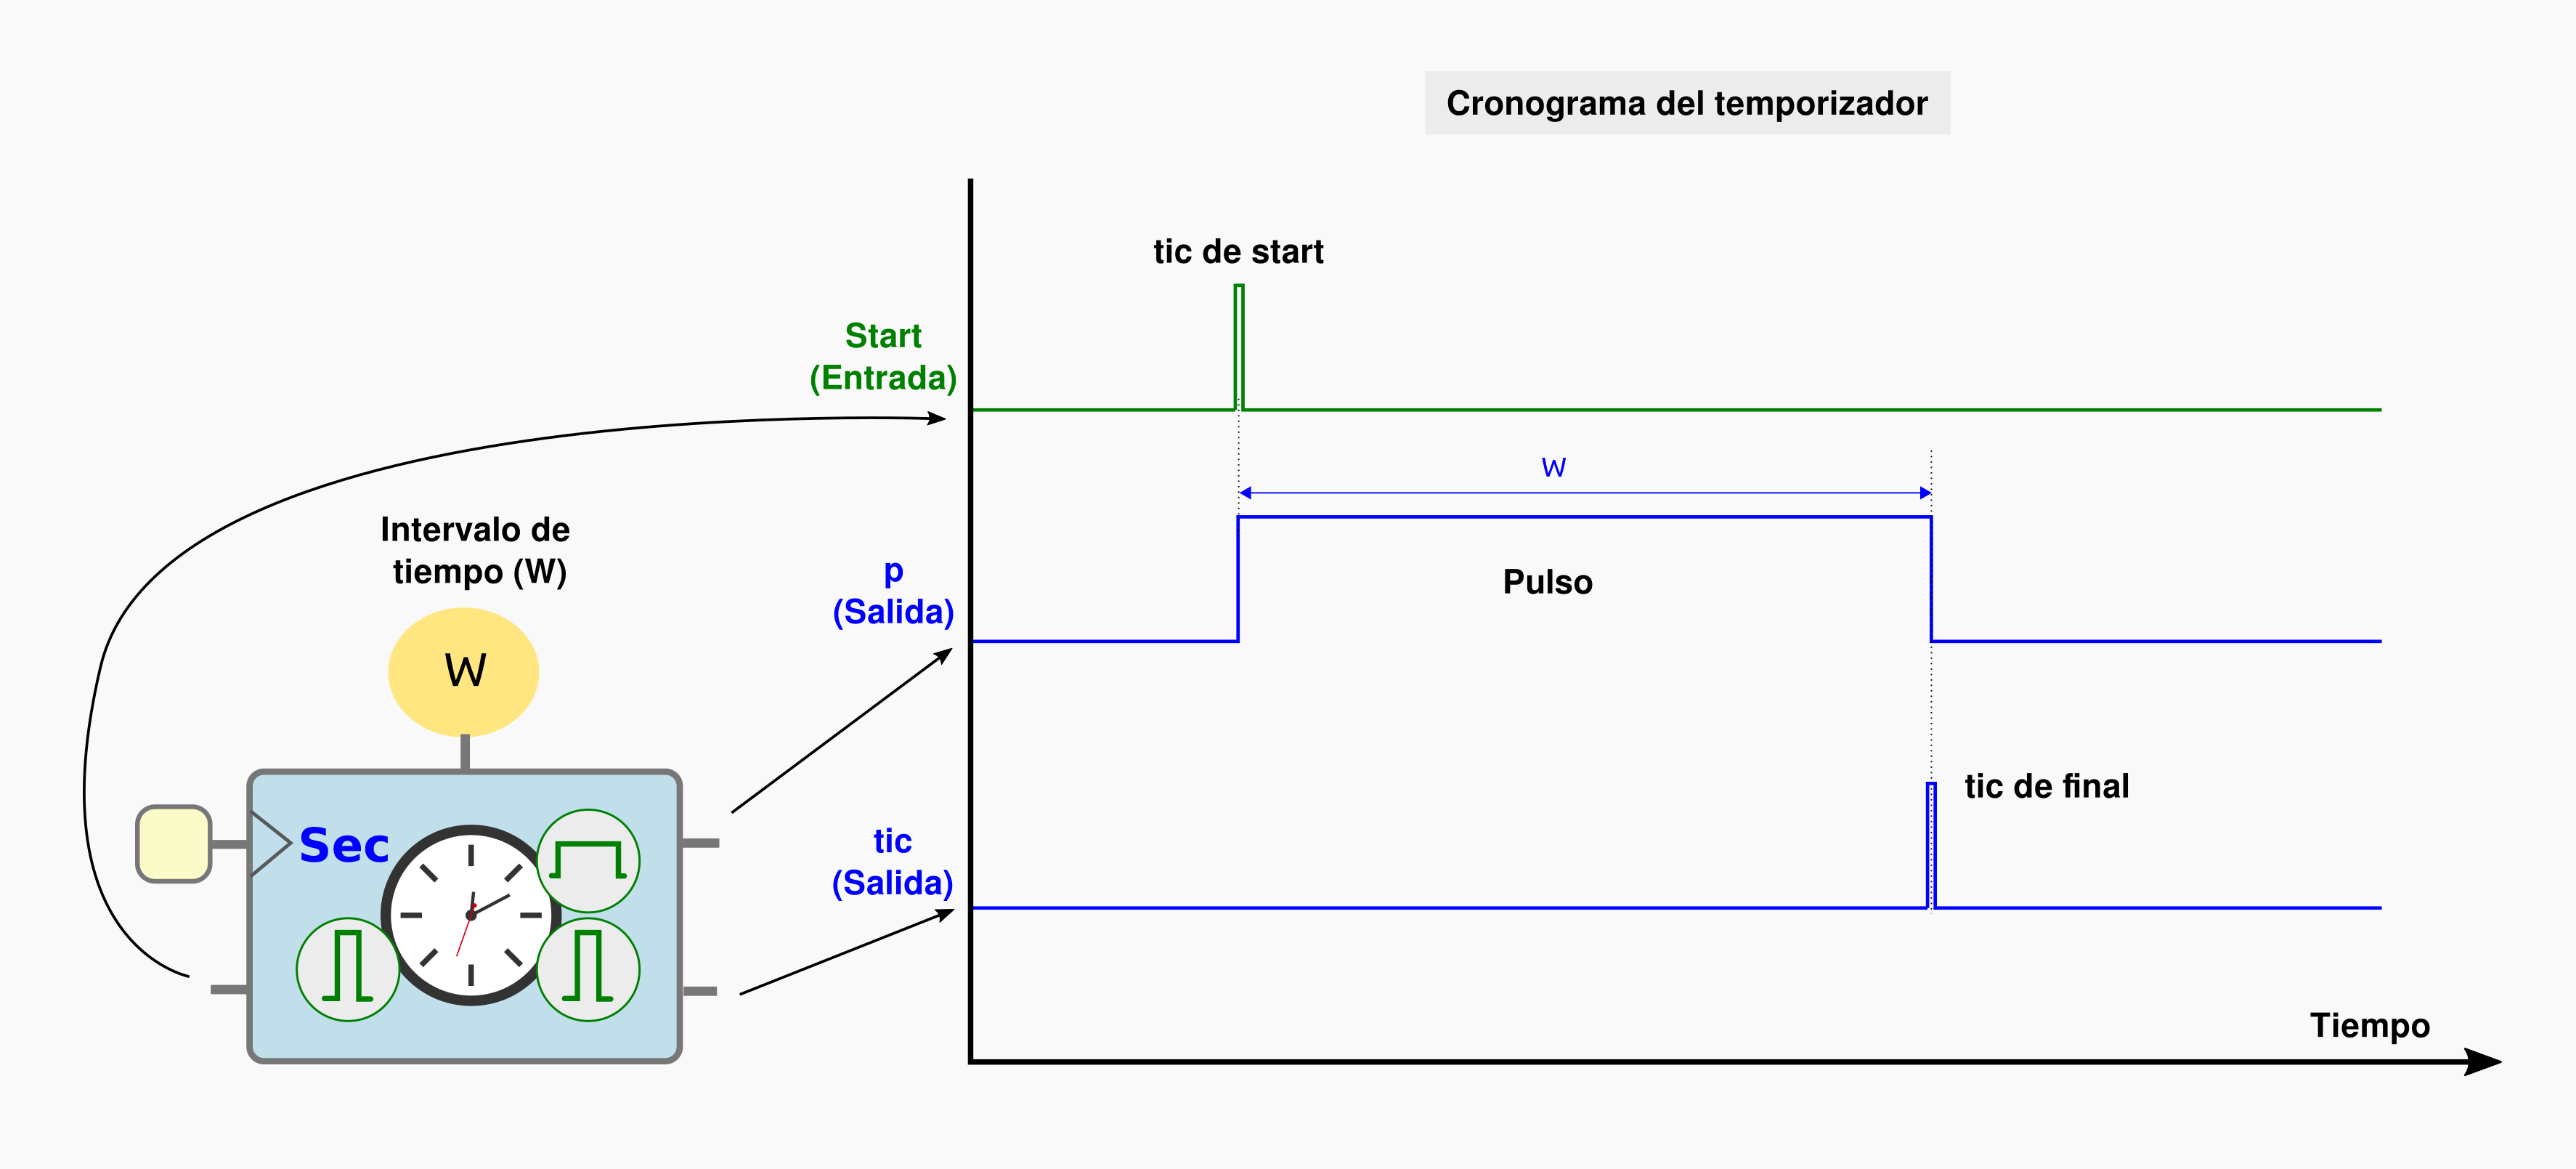 Cronograma del temporizador
tic de start
Start
(Entrada)
W
Intervalo de
tiempo (W)
p
(Salida)
Pulso
W
tic de final
Sec
tic
(Salida)
Tiempo